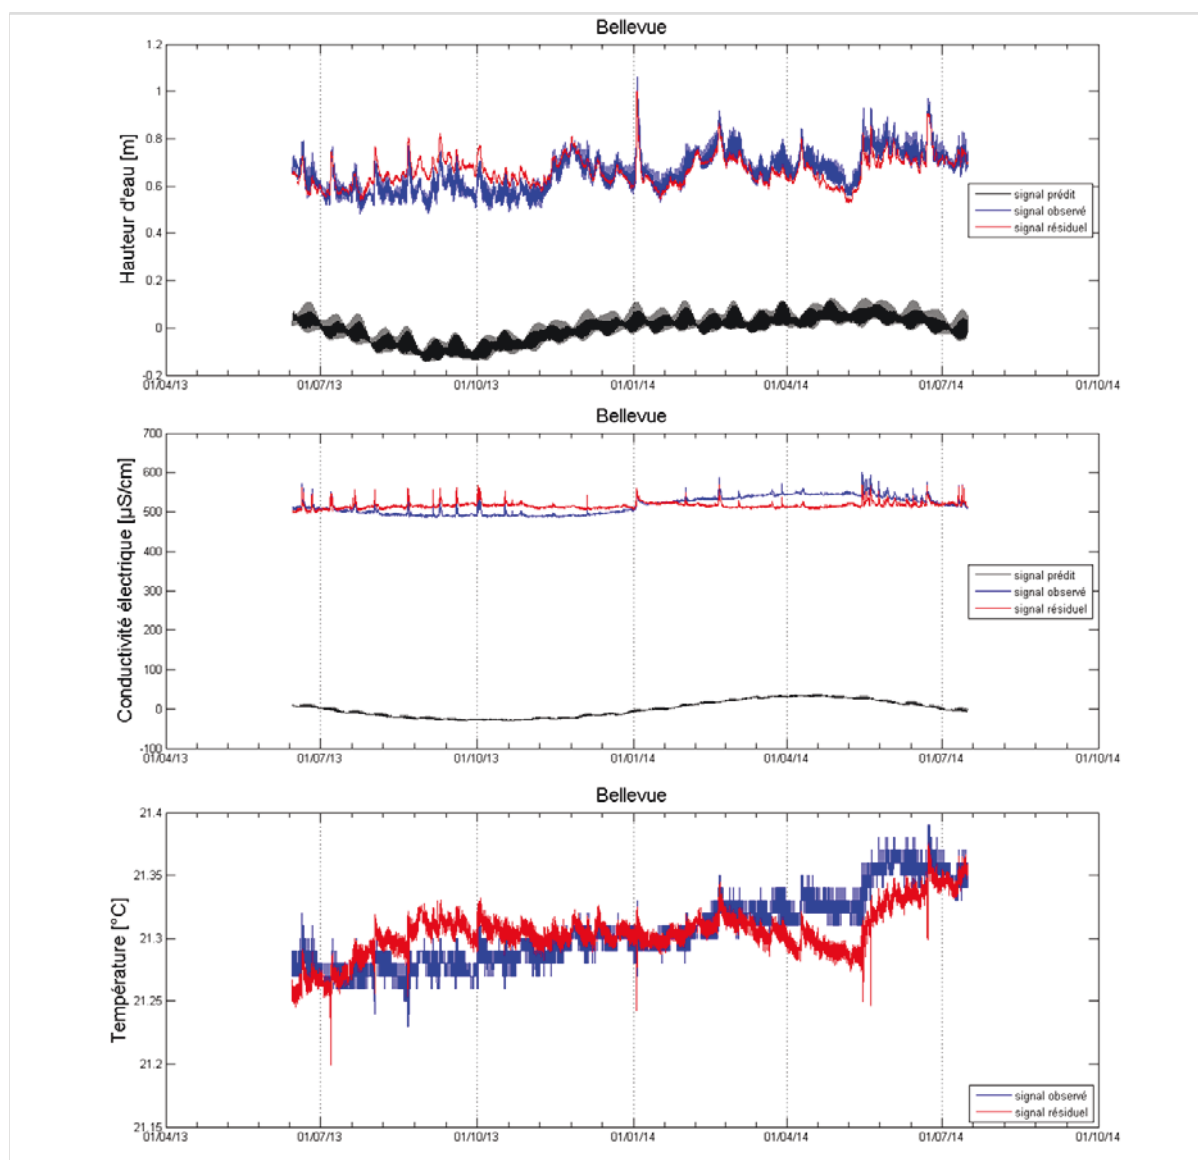 Bellevue
Hauteur d'eau [m]
1.2
1
0.8
0.6
0.4
0.2
0
-0.2
signal prédit
signal observé
signal résiduel
01/04/13 01/07/13 01/10/13 01/01/14 01/04/14 01/07/14 01/10/14
Bellevue
Conductivité électrique [µS/cm]
700
600
500
400
300
200
100
0
-100
signal prédit
signal observé
signal résiduel
01/04/13 01/07/13 01/10/13 01/01/14 01/04/14 01/07/14 01/10/14
Bellevue
Température [°C]
21.4
21.35
21.3
21.25
21.2
21.15
signal observé
signal résiduel
01/04/13 01/07/13 01/10/13 01/01/14 01/04/14 01/07/14 01/10/14